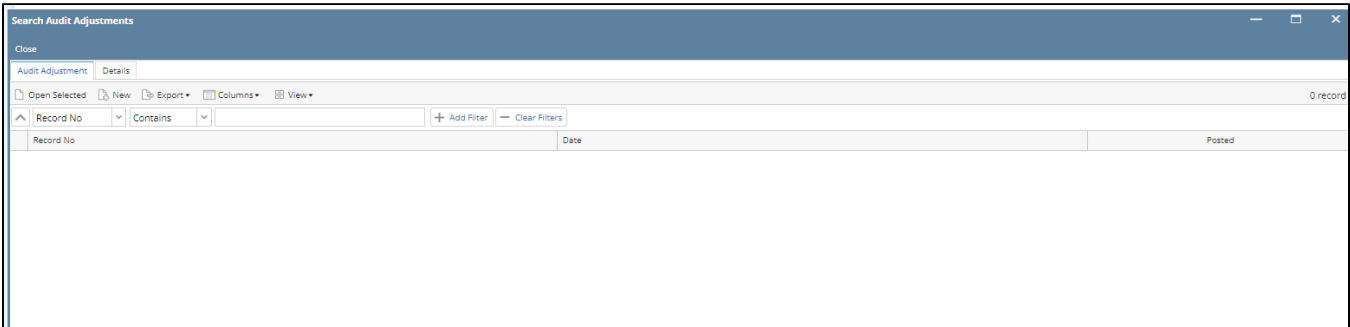 Search Audit Adjustments
Close
Audit Adjustment Details
Open Selected New Export Columns View 0 record
Record No Contains Add Filter Clear Filters
Record No Date Posted